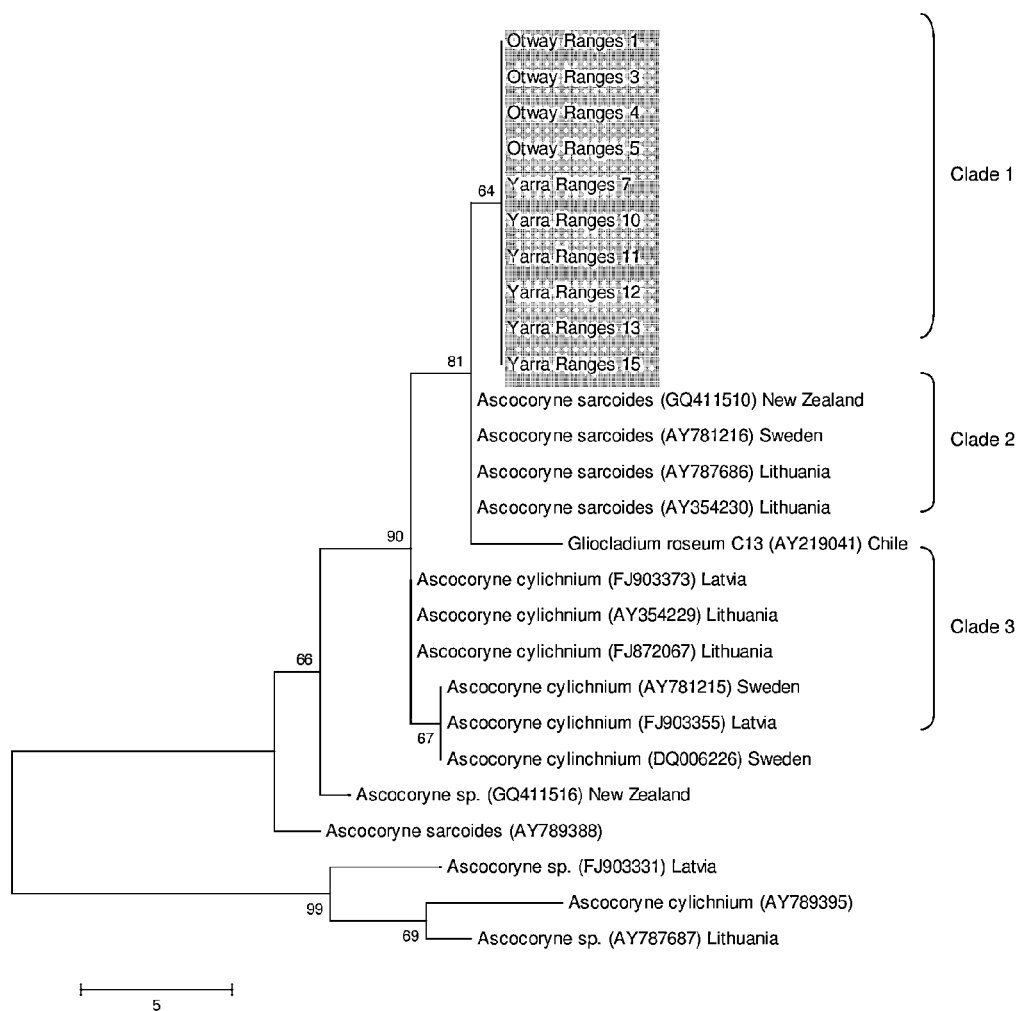 Otway Ranges 1
Otway Ranges 3
Otway Ranges 4
Otway Ranges 5
Yarra Ranges 7
Yarra Ranges 10
Yarra Ranges 11
Yarra Ranges 12
Yarra Ranges 13
Yarra Ranges 15
Clade 1
64
81
Ascocoryne sarcoides (GQ411510) New Zealand
Ascocoryne sarcoides (AY781216) Sweden
Ascocoryne sarcoides (AY787686) Lithuania
Ascocoryne sarcoides (AY354230) Lithuania
Clade 2
Gliocladium roseum C13 (AY219041) Chile
90
Ascocoryne cylichnium (FJ903373) Latvia
Ascocoryne cylichnium (AY354229) Lithuania
Ascocoryne cylichnium (FJ872067) Lithuania
Ascocoryne cylichnium (AY781215) Sweden
Ascocoryne cylichnium (FJ903355) Latvia
Ascocoryne cylinchnium (DQ006226) Sweden
Clade 3
67
66
Ascocoryne sp. (GQ411516) New Zealand
Ascocoryne sarcoides (AY789388)
Ascocoryne sp. (FJ903331) Latvia
Ascocoryne cylichnium (AY789395)
Ascocoryne sp. (AY787687) Lithuania
99
69
5